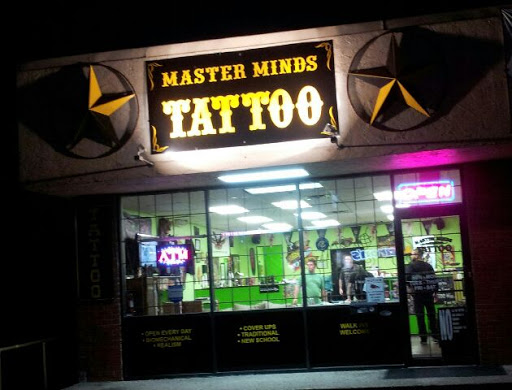 MASTER MINDS
TATTOO
OPEN
TATTOO
ATM
• OPEN EVERY DAY
• BIOMECHANICAL
• REALISM
• COVER UPS
• TRADITIONAL
• NEW SCHOOL
WALK INS
WELCOME